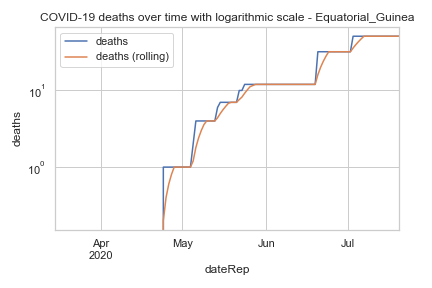 COVID-19 deaths over time with logarithmic scale - Equatorial_Guinea
deaths
deaths (rolling)
10¹
10⁰
deaths
Apr
2020
May
Jun
Jul
dateRep